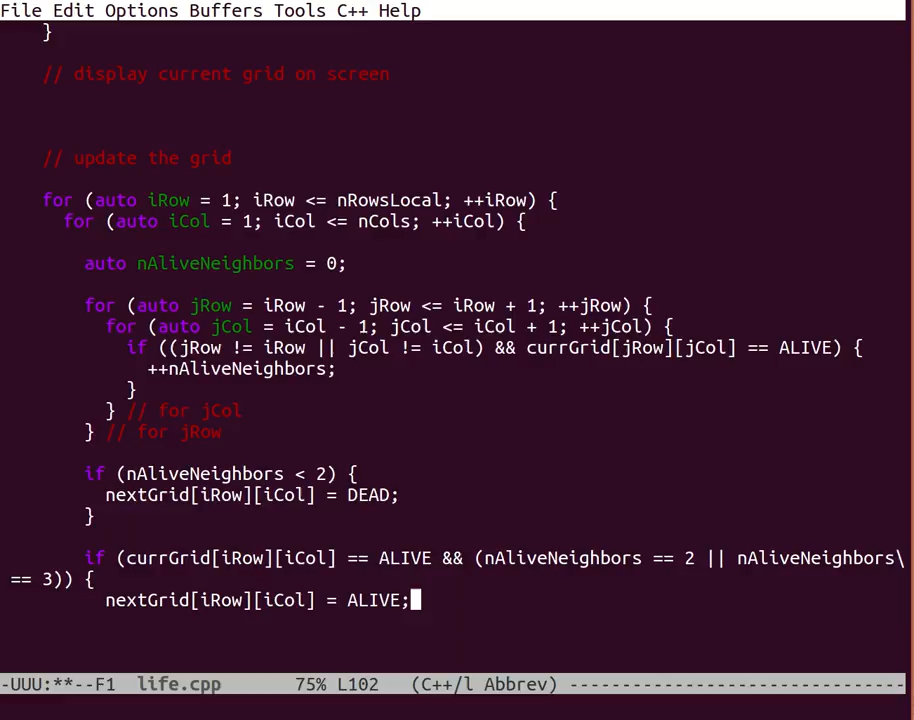 File Edit Options Buffers Tools C++ Help
    }

    // display current grid on screen

    // update the grid

    for (auto iRow = 1; iRow <= nRowsLocal; ++iRow) {
      for (auto iCol = 1; iCol <= nCols; ++iCol) {

        auto nAliveNeighbors = 0;

        for (auto jRow = iRow - 1; jRow <= iRow + 1; ++jRow) {
          for (auto jCol = iCol - 1; jCol <= iCol + 1; ++jCol) {
            if ((jRow != iRow || jCol != iCol) && currGrid[jRow][jCol] == ALIVE) {
              ++nAliveNeighbors;
            }
          } // for jCol
        } // for jRow

        if (nAliveNeighbors < 2) {
          nextGrid[iRow][iCol] = DEAD;
        }

        if (currGrid[iRow][iCol] == ALIVE && (nAliveNeighbors == 2 || nAliveNeighbors\
 == 3)) {
          nextGrid[iRow][iCol] = ALIVE;

-UUU:**--F1  life.cpp       75% L102   (C++/l Abbrev) --------------------------------